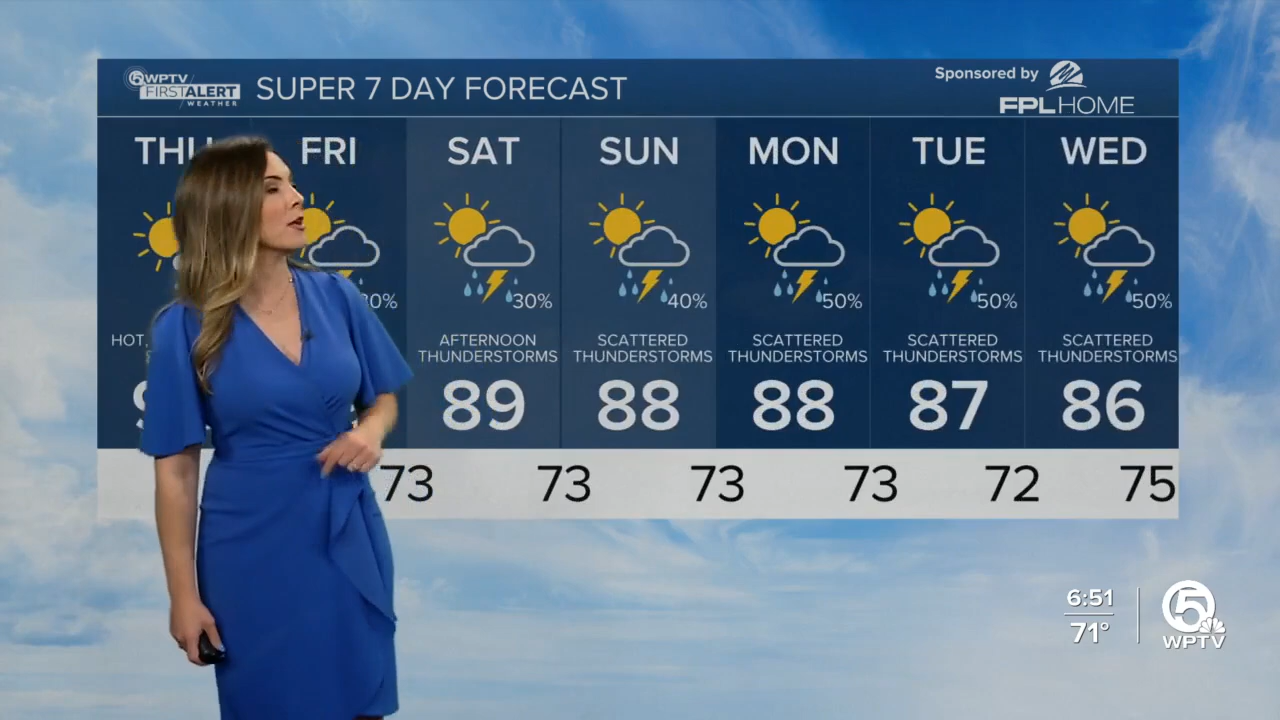 5 WPTV
FIRST ALERT
WEATHER
SUPER 7 DAY FORECAST
Sponsored by
FPL HOME
THU FRI SAT SUN MON TUE WED
30% 40% 50% 50% 50%
HOT,
AFTERNOON THUNDERSTORMS
SCATTERED THUNDERSTORMS
SCATTERED THUNDERSTORMS
SCATTERED THUNDERSTORMS
SCATTERED THUNDERSTORMS
89 88 88 87 86
73 73 73 73 72 75
6:51
71°
5
WPTV